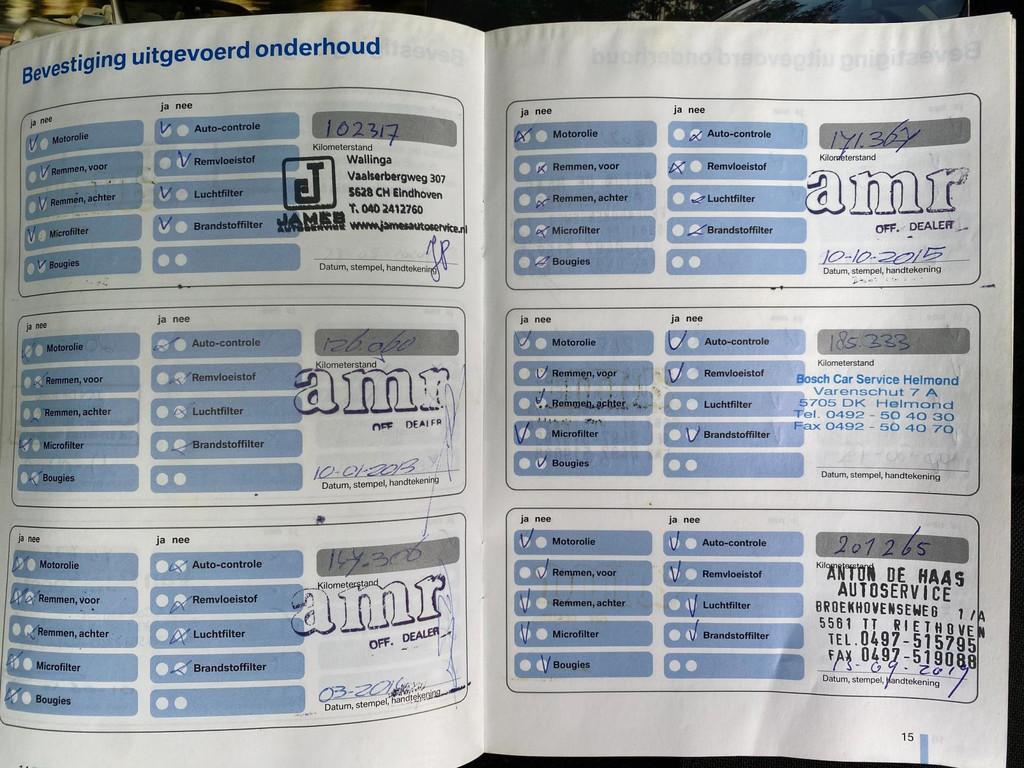 Bevestiging uitgevoerd onderhoud
ja nee
ja nee
Motorolie
Auto-controle
102317
Kilometerstand
Remmen, voor
Remvloeistof
Wallinga
Vaalserbergweg 307
5628 CH Eindhoven
T. 040 2412760
www.jamesautoservice.nl
JAMES
AUTOSERVICE
Remmen, achter
Luchtfilter
Microfilter
Brandstoffilter
Bougies
Datum, stempel, handtekening
ja nee
ja nee
Motorolie
Auto-controle
126.060
Kilometerstand
Remmen, voor
Remvloeistof
amr
OFF. DEALER
Remmen, achter
Luchtfilter
Microfilter
Brandstoffilter
Bougies
10-01-2013
Datum, stempel, handtekening
ja nee
ja nee
Motorolie
Auto-controle
147.306
Kilometerstand
Remmen, voor
Remvloeistof
amr
OFF. DEALER
Remmen, achter
Luchtfilter
Microfilter
Brandstoffilter
Bougies
Datum, stempel, handtekening
ja nee
ja nee
Motorolie
Auto-controle
171.367
Kilometerstand
Remmen, voor
Remvloeistof
amr
OFF. DEALER
Remmen, achter
Luchtfilter
Microfilter
Brandstoffilter
Bougies
10-10-2015
Datum, stempel, handtekening
ja nee
ja nee
Motorolie
Auto-controle
185.333
Kilometerstand
Remmen, voor
Remvloeistof
Bosch Car Service Helmond
Varenschut 7 A
5705 DK Helmond
Tel. 0492 - 50 40 30
Fax 0492 - 50 40 70
Remmen, achter
Luchtfilter
Microfilter
Brandstoffilter
Bougies
Datum, stempel, handtekening
ja nee
ja nee
Motorolie
Auto-controle
201265
Kilometerstand
Remmen, voor
Remvloeistof
ANTON DE HAAS
AUTOSERVICE
BROEKHOVENSEWEG 1/A
5561 TT RIETHOVEN
TEL. 0497-515795
FAX 0497-519088
Remmen, achter
Luchtfilter
Microfilter
Brandstoffilter
Bougies
Datum, stempel, handtekening
15